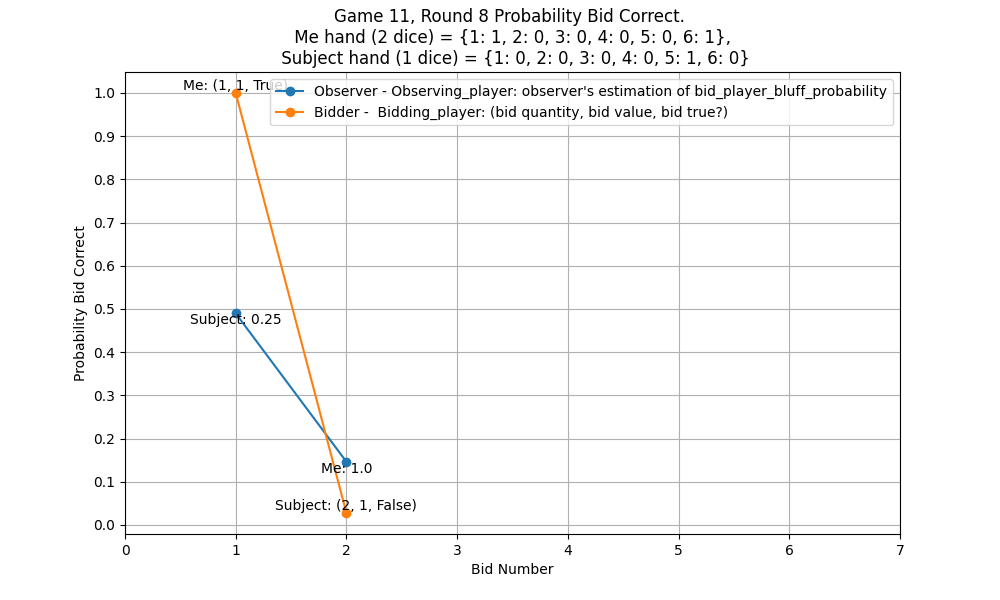 Game 11, Round 8 Probability Bid Correct.
Me hand (2 dice) = {1: 1, 2: 0, 3: 0, 4: 0, 5: 0, 6: 1},
Subject hand (1 dice) = {1: 0, 2: 0, 3: 0, 4: 0, 5: 1, 6: 0}
Me: (1, 1, True)
Observer - Observing_player: observer's estimation of bid_player_bluff_probability
Bidder -  Bidding_player: (bid quantity, bid value, bid true?)
1.0
0.9
0.8
0.7
0.6
0.5
0.4
0.3
0.2
0.1
0.0
Probability Bid Correct
Subject: 0.25
Me: 1.0
Subject: (2, 1, False)
0 1 2 3 4 5 6 7
Bid Number